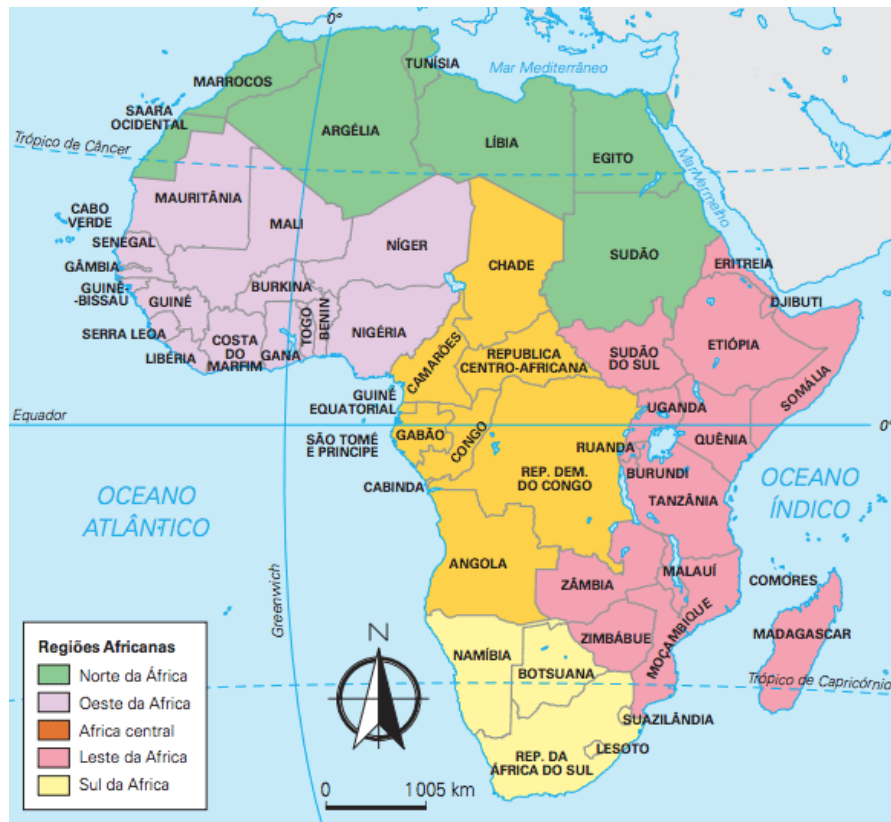 0°
TUNÍSIA
Mar Mediterrâneo
MARROCOS
SAARA
OCIDENTAL
Trópico de Câncer
ARGÉLIA
LÍBIA
EGITO
Mar Vermelho
MAURITÂNIA
CABO
VERDE
MALI
NÍGER
SENEGAL
GÂMBIA
GUINÉ-
-BISSAU
GUINÉ
BURKINA
CHADE
SUDÃO
ERITREIA
DJIBUTI
SERRA LEOA
LIBÉRIA
COSTA
DO
MARFIM
GANA
TOGO
BENIN
NIGÉRIA
CAMARÕES
REPUBLICA
CENTRO-AFRICANA
SUDÃO
DO SUL
ETIÓPIA
SOMÁLIA
GUINÉ
EQUATORIAL
UGANDA
Equador
0°
SÃO TOMÉ
E PRINCIPE
GABÃO
CONGO
RUANDA
QUÊNIA
CABINDA
REP. DEM.
DO CONGO
BURUNDI
TANZÂNIA
OCEANO
ATLÂNTICO
OCEANO
ÍNDICO
ANGOLA
ZÂMBIA
MALAUÍ
COMORES
MOÇAMBIQUE
MADAGASCAR
Greenwich
NAMÍBIA
ZIMBÁBUE
BOTSUANA
Trópico de Capricórnio
SUAZILÂNDIA
LESOTO
REP. DA
ÁFRICA DO SUL
N
0 1 005 km
Regiões Africanas
Norte da África
Oeste da Africa
Africa central
Leste da Africa
Sul da Africa